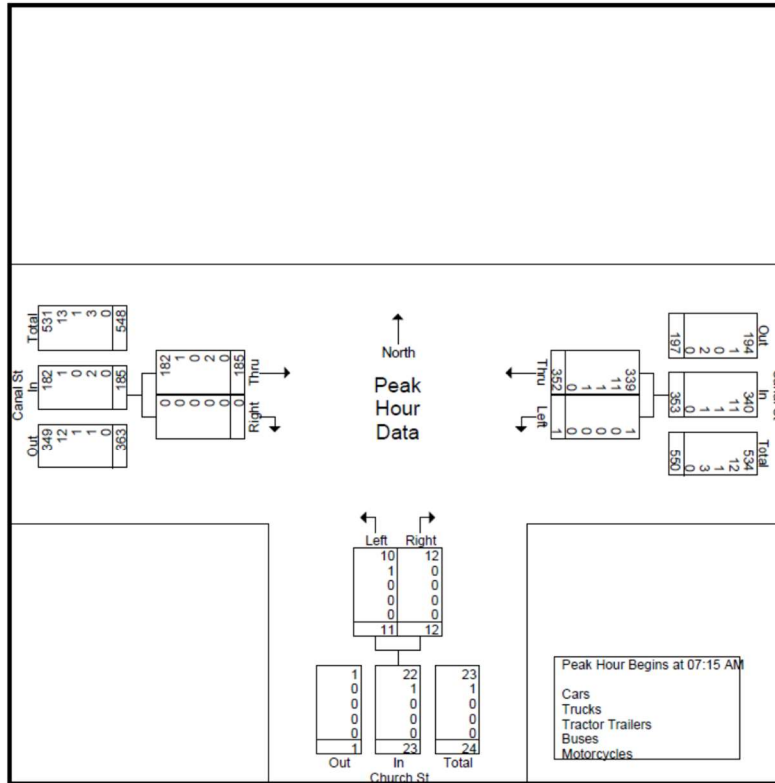 Canal St
Total
531 13 1 3 0 548
In
182 1 0 2 0 185
Out
349 12 1 1 0 363
Thru
182 1 0 2 0 185
Right
0 0 0 0 0 0
North
Peak
Hour
Data
Thru
339 11 1 1 0 352
Left
1 0 0 0 0 1
Out
194 1 0 2 0 197
In
340 11 1 1 0 353
Total
534 12 1 3 0 550
Left Right
10 12
1 0
0 0
0 0
0 0
11 12
1 22 23
0 1 1
0 0 0
0 0 0
0 0 0
1 23 24
Out In Total
Church St
Peak Hour Begins at 07:15 AM
Cars
Trucks
Tractor Trailers
Buses
Motorcycles